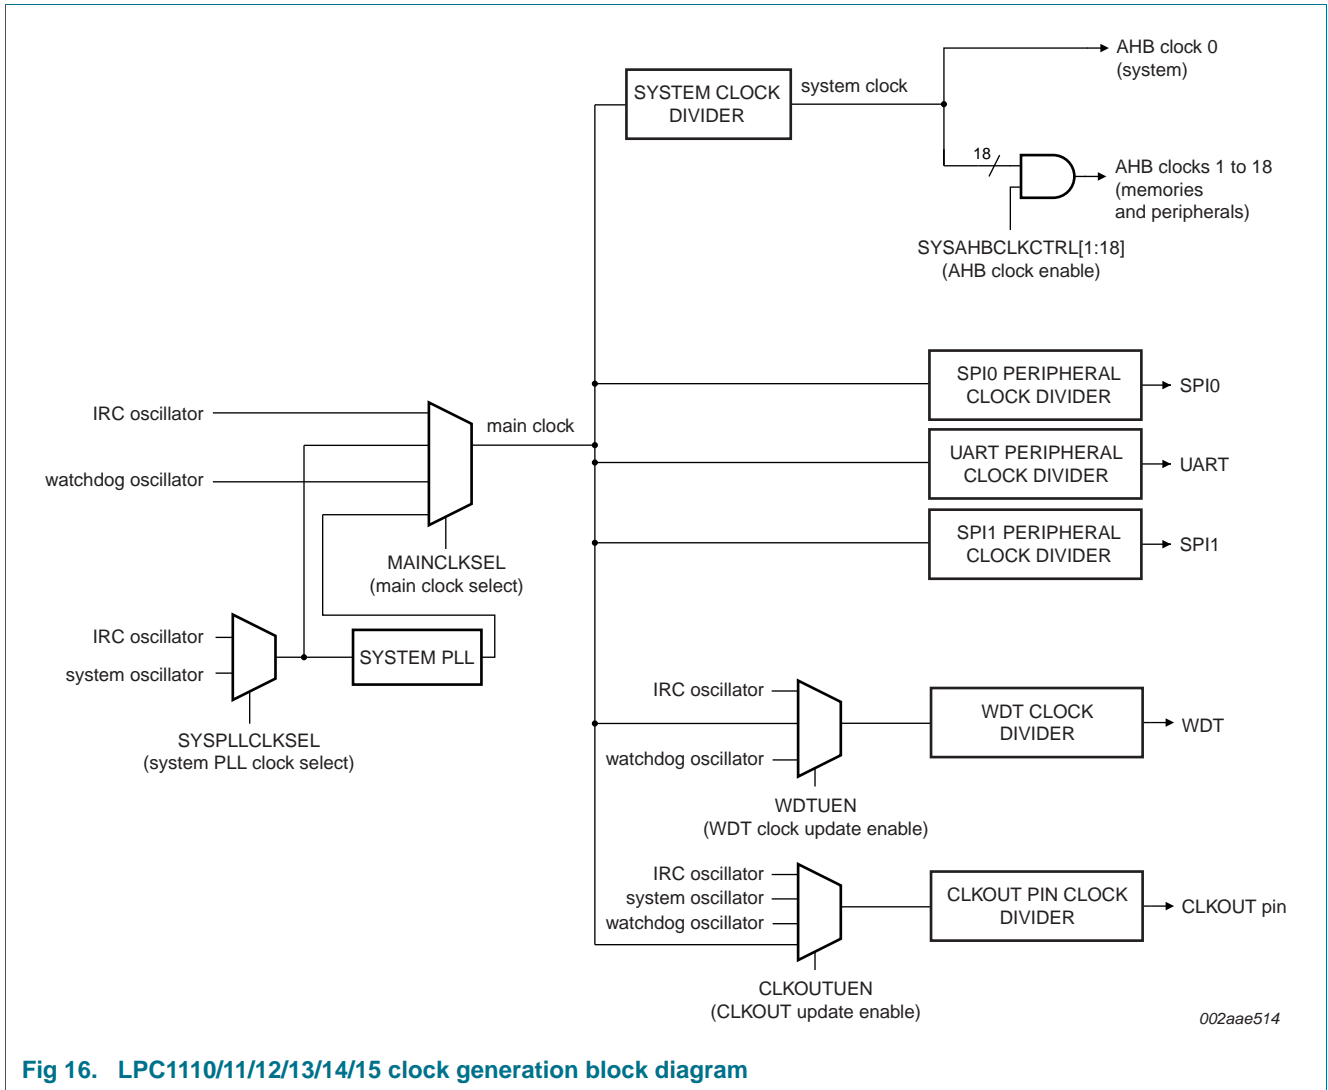 AHB clock 0
(system)
SYSTEM CLOCK
DIVIDER
system clock
18
AHB clocks 1 to 18
(memories
and peripherals)
SYSAHBCLKCTRL[1:18]
(AHB clock enable)
SPI0 PERIPHERAL
CLOCK DIVIDER
SPI0
IRC oscillator
main clock
UART PERIPHERAL
CLOCK DIVIDER
UART
watchdog oscillator
SPI1 PERIPHERAL
CLOCK DIVIDER
SPI1
MAINCLKSEL
(main clock select)
IRC oscillator
system oscillator
SYSTEM PLL
SYSPLLCLKSEL
(system PLL clock select)
IRC oscillator
watchdog oscillator
WDT CLOCK
DIVIDER
WDT
WDTUEN
(WDT clock update enable)
IRC oscillator
system oscillator
watchdog oscillator
CLKOUT PIN CLOCK
DIVIDER
CLKOUT pin
CLKOUTUEN
(CLKOUT update enable)
002aae514
Fig 16. LPC1110/11/12/13/14/15 clock generation block diagram